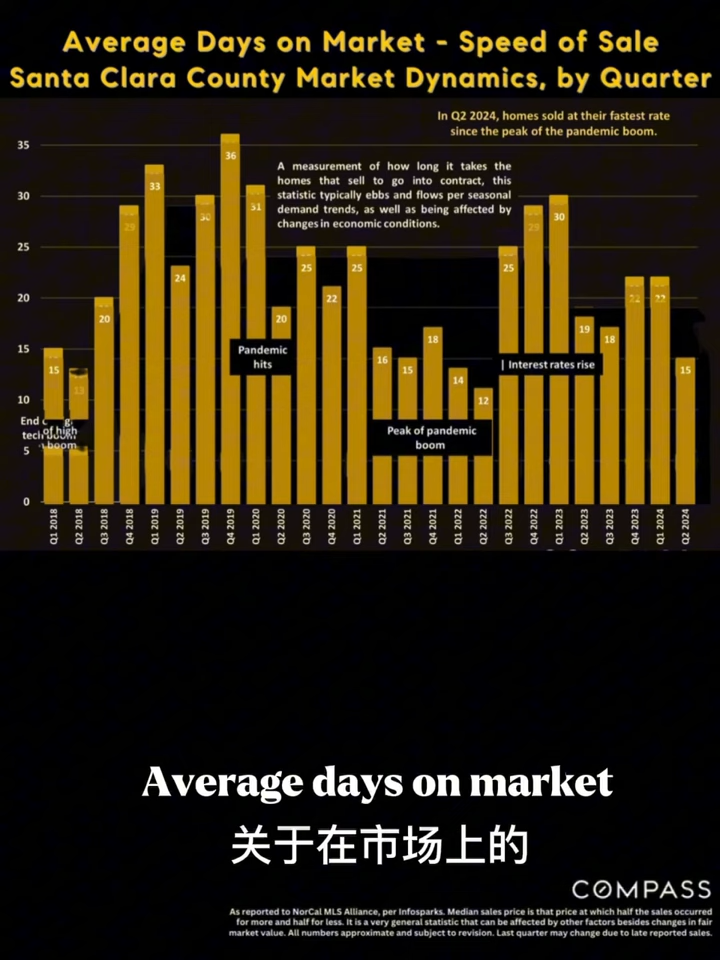 Average Days on Market - Speed of Sale
Santa Clara County Market Dynamics, by Quarter
In Q2 2024, homes sold at their fastest rate
since the peak of the pandemic boom.
A measurement of how long it takes the
homes that sell to go into contract, this
statistic typically ebbs and flows per seasonal
demand trends, as well as being affected by
changes in economic conditions.
35
30
25
20
15
10
5
0
15
13
20
29
33
24
30
36
31
20
25
22
25
16
15
18
14
12
25
29
30
19
18
22
22
15
Pandemic
hits
| Interest rates rise
Peak of pandemic
boom
End
of high
tech boom
Q1 2018
Q2 2018
Q3 2018
Q4 2018
Q1 2019
Q2 2019
Q3 2019
Q4 2019
Q1 2020
Q2 2020
Q3 2020
Q4 2020
Q1 2021
Q2 2021
Q3 2021
Q4 2021
Q1 2022
Q2 2022
Q3 2022
Q4 2022
Q1 2023
Q2 2023
Q3 2023
Q4 2023
Q1 2024
Q2 2024
Average days on market
关于在市场上的
COMPASS
As reported to NorCal MLS Alliance, per Infosparks. Median sales price is that price at which half the sales occurred
for more and half for less. It is a very general statistic that can be affected by other factors besides changes in fair
market value. All numbers approximate and subject to revision. Last quarter may change due to late reported sales.